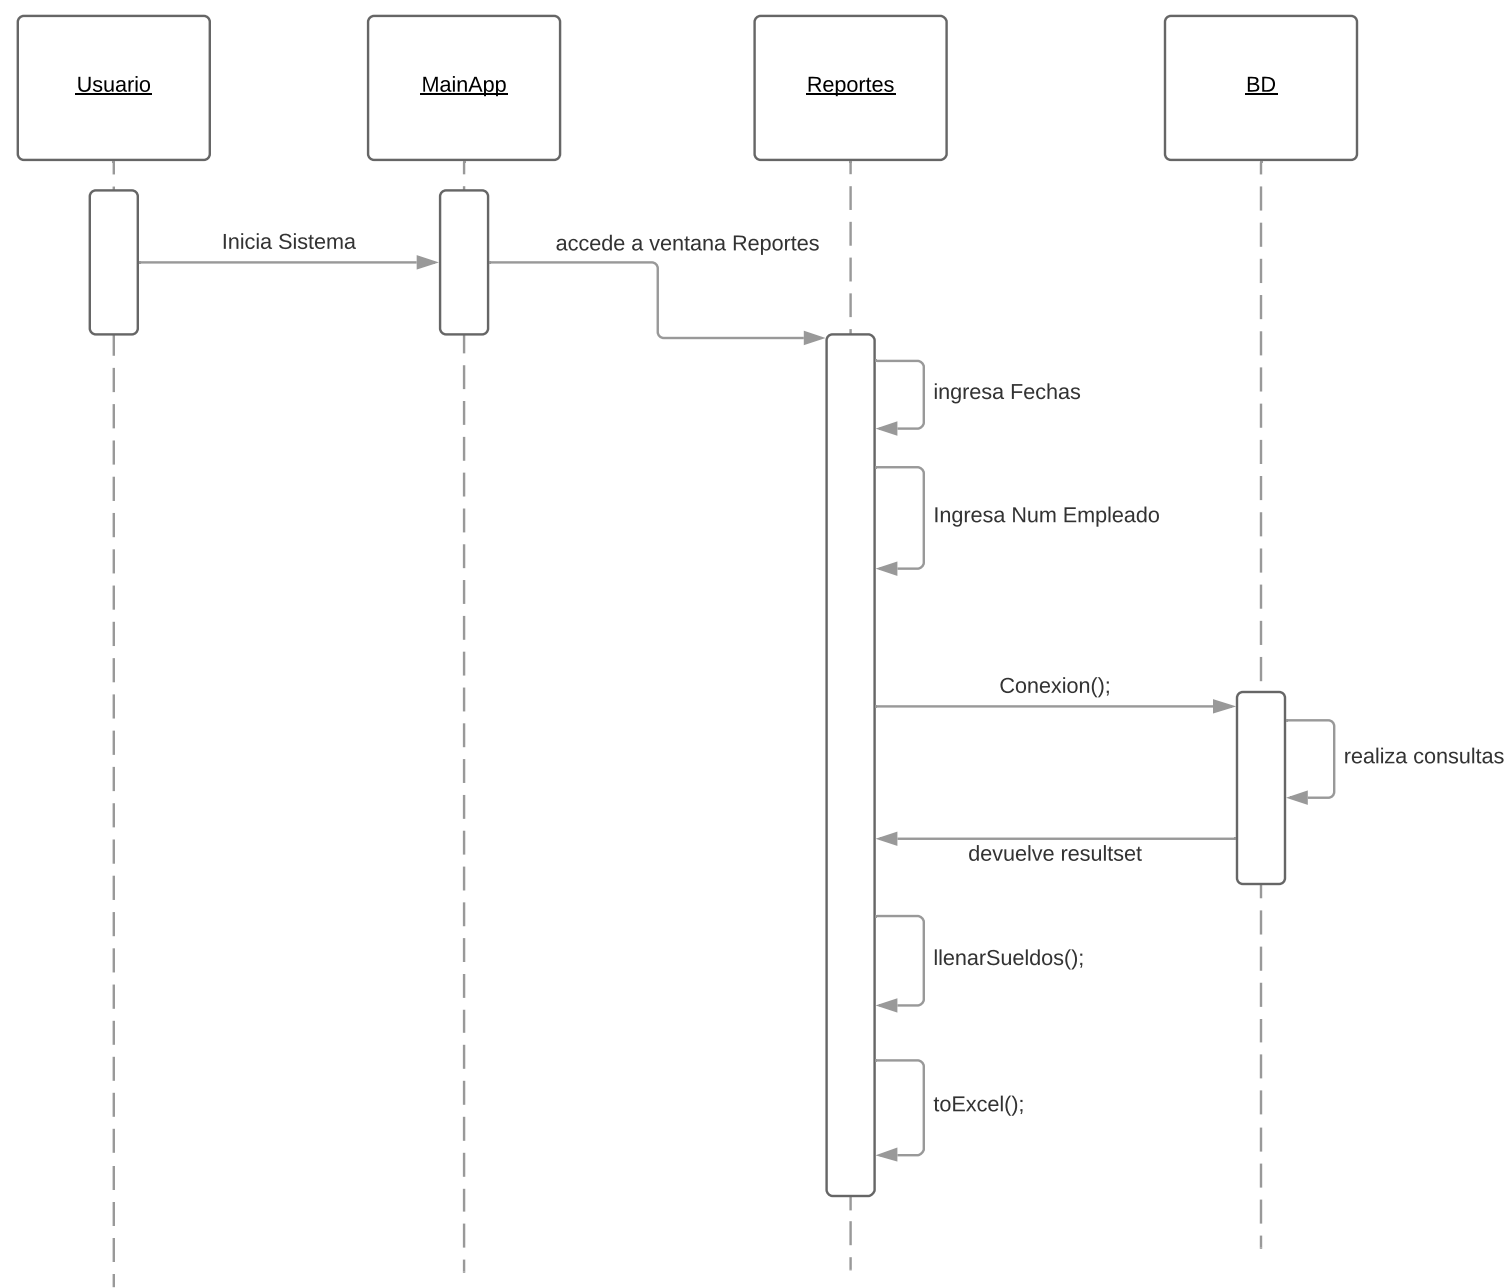 Usuario
MainApp
Reportes
BD
Inicia Sistema
accede a ventana Reportes
ingresa Fechas
Ingresa Num Empleado
Conexion();
realiza consultas
devuelve resultset
llenarSueldos();
toExcel();